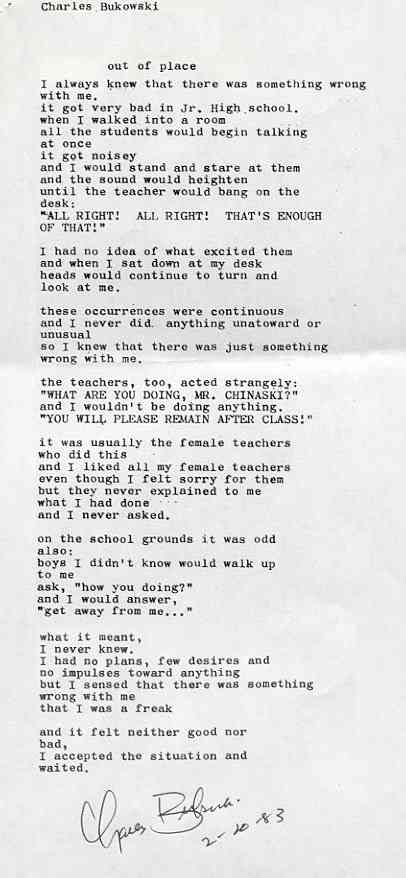 Charles Bukowski
out of place
I always knew that there was something wrong
with me.
it got very bad in Jr. High school.
when I walked into a room
all the students would begin talking
at once
it got noisey
and I would stand and stare at them
and the sound would heighten
until the teacher would bang on the
desk:
"ALL RIGHT!  ALL RIGHT!  THAT'S ENOUGH
OF THAT!"
I had no idea of what excited them
and when I sat down at my desk
heads would continue to turn and
look at me.
these occurrences were continuous
and I never did anything unatoward or
unusual
so I knew that there was just something
wrong with me.
the teachers, too, acted strangely:
"WHAT ARE YOU DOING, MR. CHINASKI?"
and I wouldn't be doing anything.
"YOU WILL PLEASE REMAIN AFTER CLASS!"
it was usually the female teachers
who did this
and I liked all my female teachers
even though I felt sorry for them
but they never explained to me
what I had done
and I never asked.
on the school grounds it was odd
also:
boys I didn't know would walk up
to me
ask, "how you doing?"
and I would answer,
"get away from me..."
what it meant,
I never knew.
I had no plans, few desires and
no impulses toward anything
but I sensed that there was something
wrong with me
that I was a freak
and it felt neither good nor
bad,
I accepted the situation and
waited.
Charles Bukowski
2-20-83